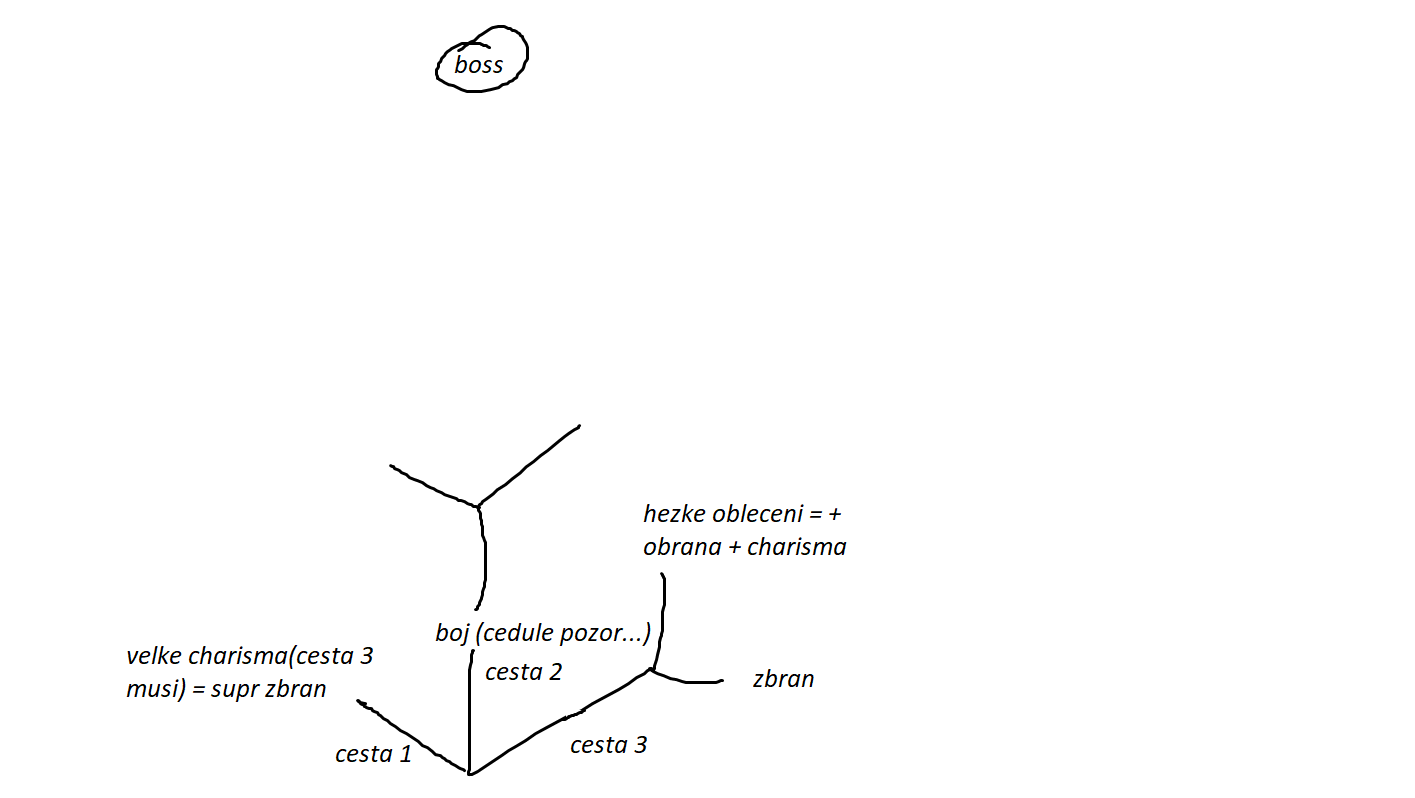 boss
hezke obleceni = +
obrana + charisma
boj (cedule pozor...)
velke charisma(cesta 3
musi) = supr zbran
cesta 2
zbran
cesta 1
cesta 3